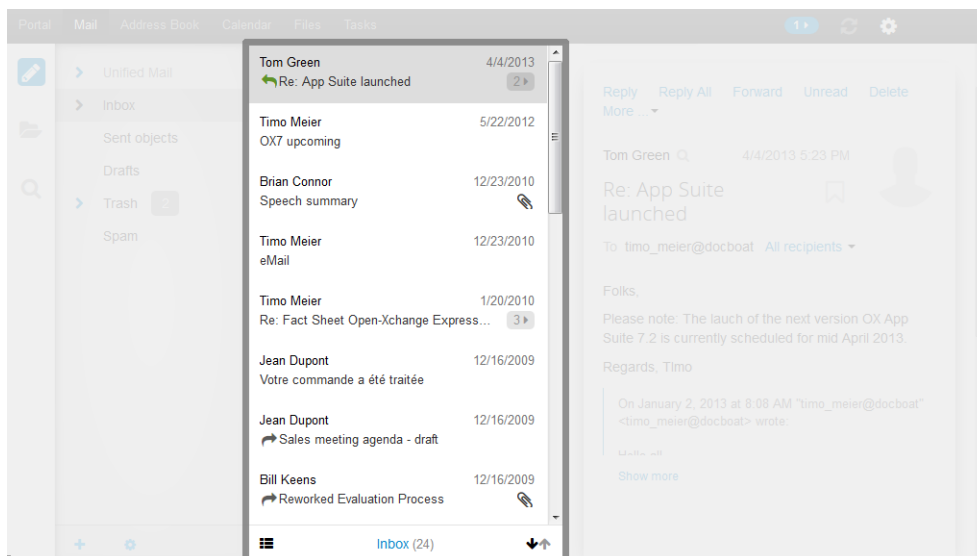 Portal Mail Address Book Calendar Files Tasks 1
Unified Mail
Inbox
Sent objects
Drafts
Trash 2
Spam
Tom Green 4/4/2013
Re: App Suite launched 2
Timo Meier 5/22/2012
OX7 upcoming
Brian Connor 12/23/2010
Speech summary
Timo Meier 12/23/2010
eMail
Timo Meier 1/20/2010
Re: Fact Sheet Open-Xchange Express... 3
Jean Dupont 12/16/2009
Votre commande a été traitée
Jean Dupont 12/16/2009
Sales meeting agenda - draft
Bill Keens 12/16/2009
Reworked Evaluation Process
Inbox (24)
Reply Reply All Forward Unread Delete
More ...
Tom Green 4/4/2013 5:23 PM
Re: App Suite
launched
To timo_meier@docboat All recipients
Folks,
Please note: The lauch of the next version OX App
Suite 7.2 is currently scheduled for mid April 2013.
Regards, Timo
On January 2, 2013 at 8:08 AM "timo_meier@docboat"
<timo_meier@docboat> wrote:
Hello all
Show more